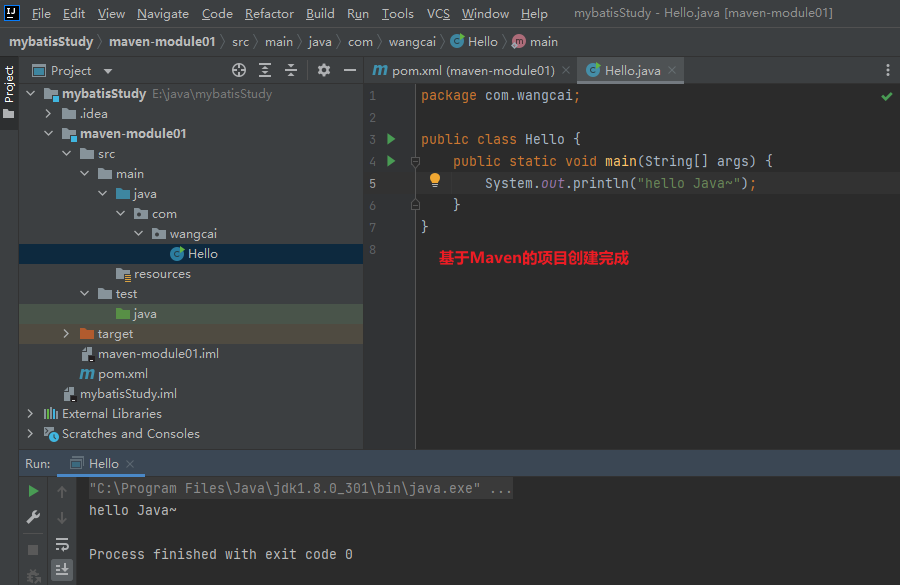 File Edit View Navigate Code Refactor Build Run Tools VCS Window Help mybatisStudy - Hello.java [maven-module01]
mybatisStudy maven-module01 src main java com wangcai Hello main
Project
Project
pom.xml (maven-module01)
Hello.java
mybatisStudy E:\java\mybatisStudy
.idea
maven-module01
src
main
java
com
wangcai
Hello
resources
test
java
target
maven-module01.iml
pom.xml
mybatisStudy.iml
External Libraries
Scratches and Consoles
1 package com.wangcai;
2
3 public class Hello {
4 public static void main(String[] args) {
5 System.out.println("hello Java~");
6 }
7 }
8
基于Maven的项目创建完成
Run: Hello
"C:\Program Files\Java\jdk1.8.0_301\bin\java.exe" ...
hello Java~
Process finished with exit code 0